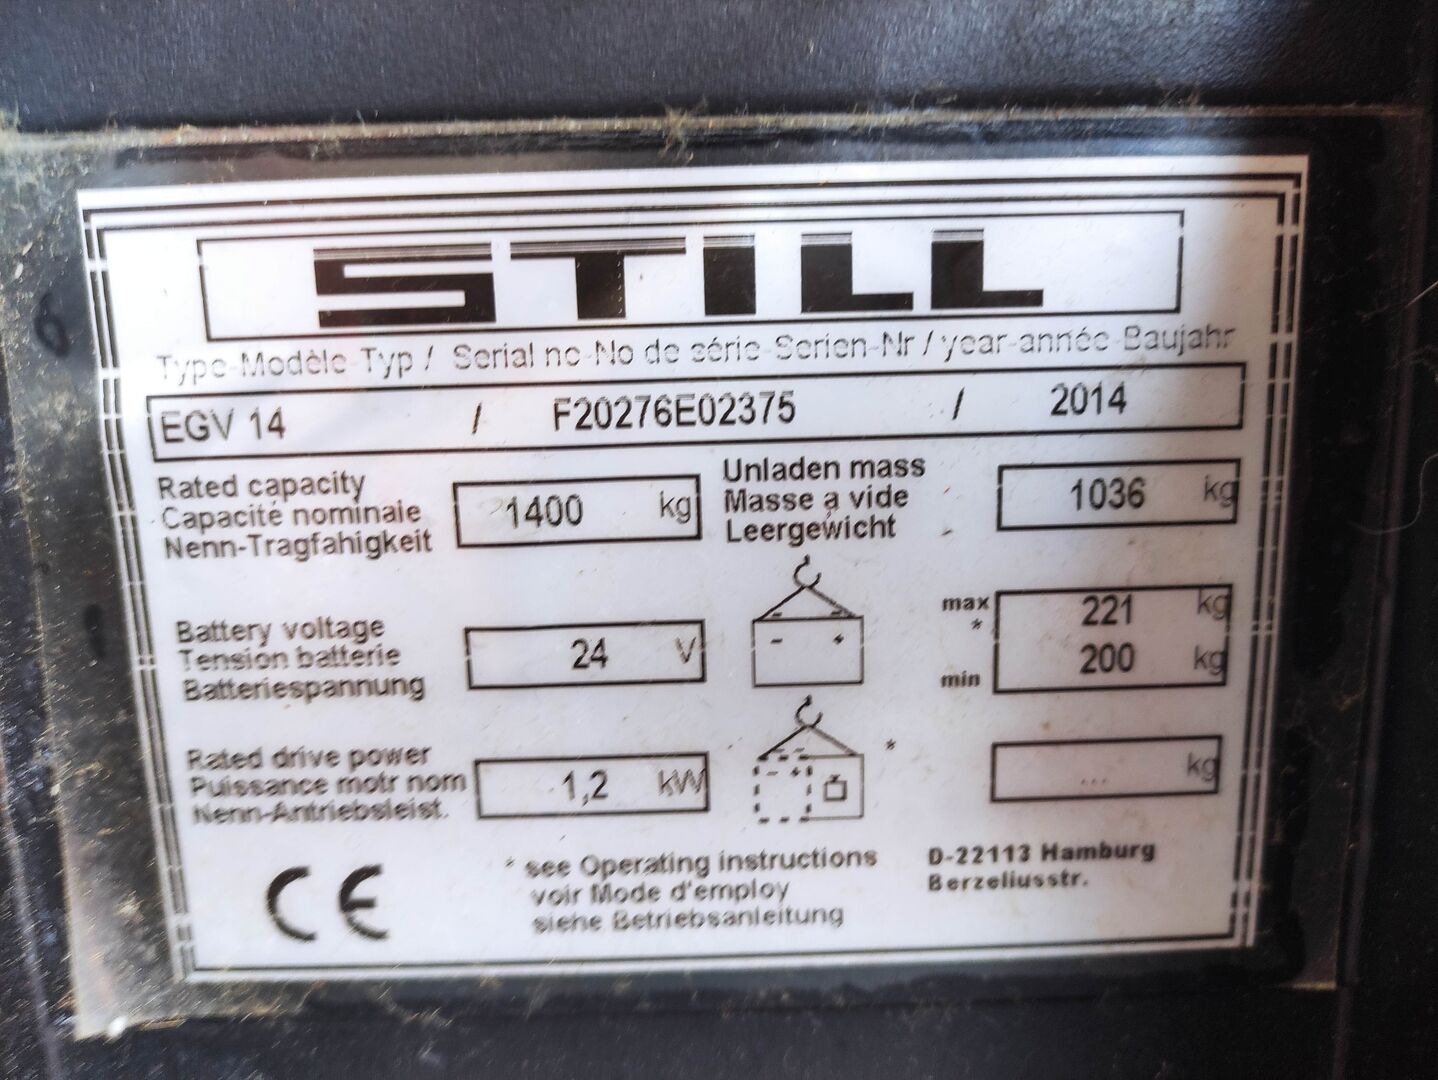 STILL
Type-Modèle-Typ / Serial no-No de série-Serien-Nr / year-année-Baujahr
EGV 14 / F20276E02375 / 2014
Rated capacity
Capacité nominale
Nenn-Tragfahigkeit
1400 kg
Unladen mass
Masse a vide
Leergewicht
1036 kg
Battery voltage
Tension batterie
Batteriespannung
24 V
- +
max 221 kg
*
min 200 kg
Rated drive power
Puissance motr nom
Nenn-Antriebsleist.
1,2 kW
- +
*
... kg
CE
* see Operating instructions
voir Mode d'employ
siehe Betriebsanleitung
D-22113 Hamburg
Berzeliusstr.